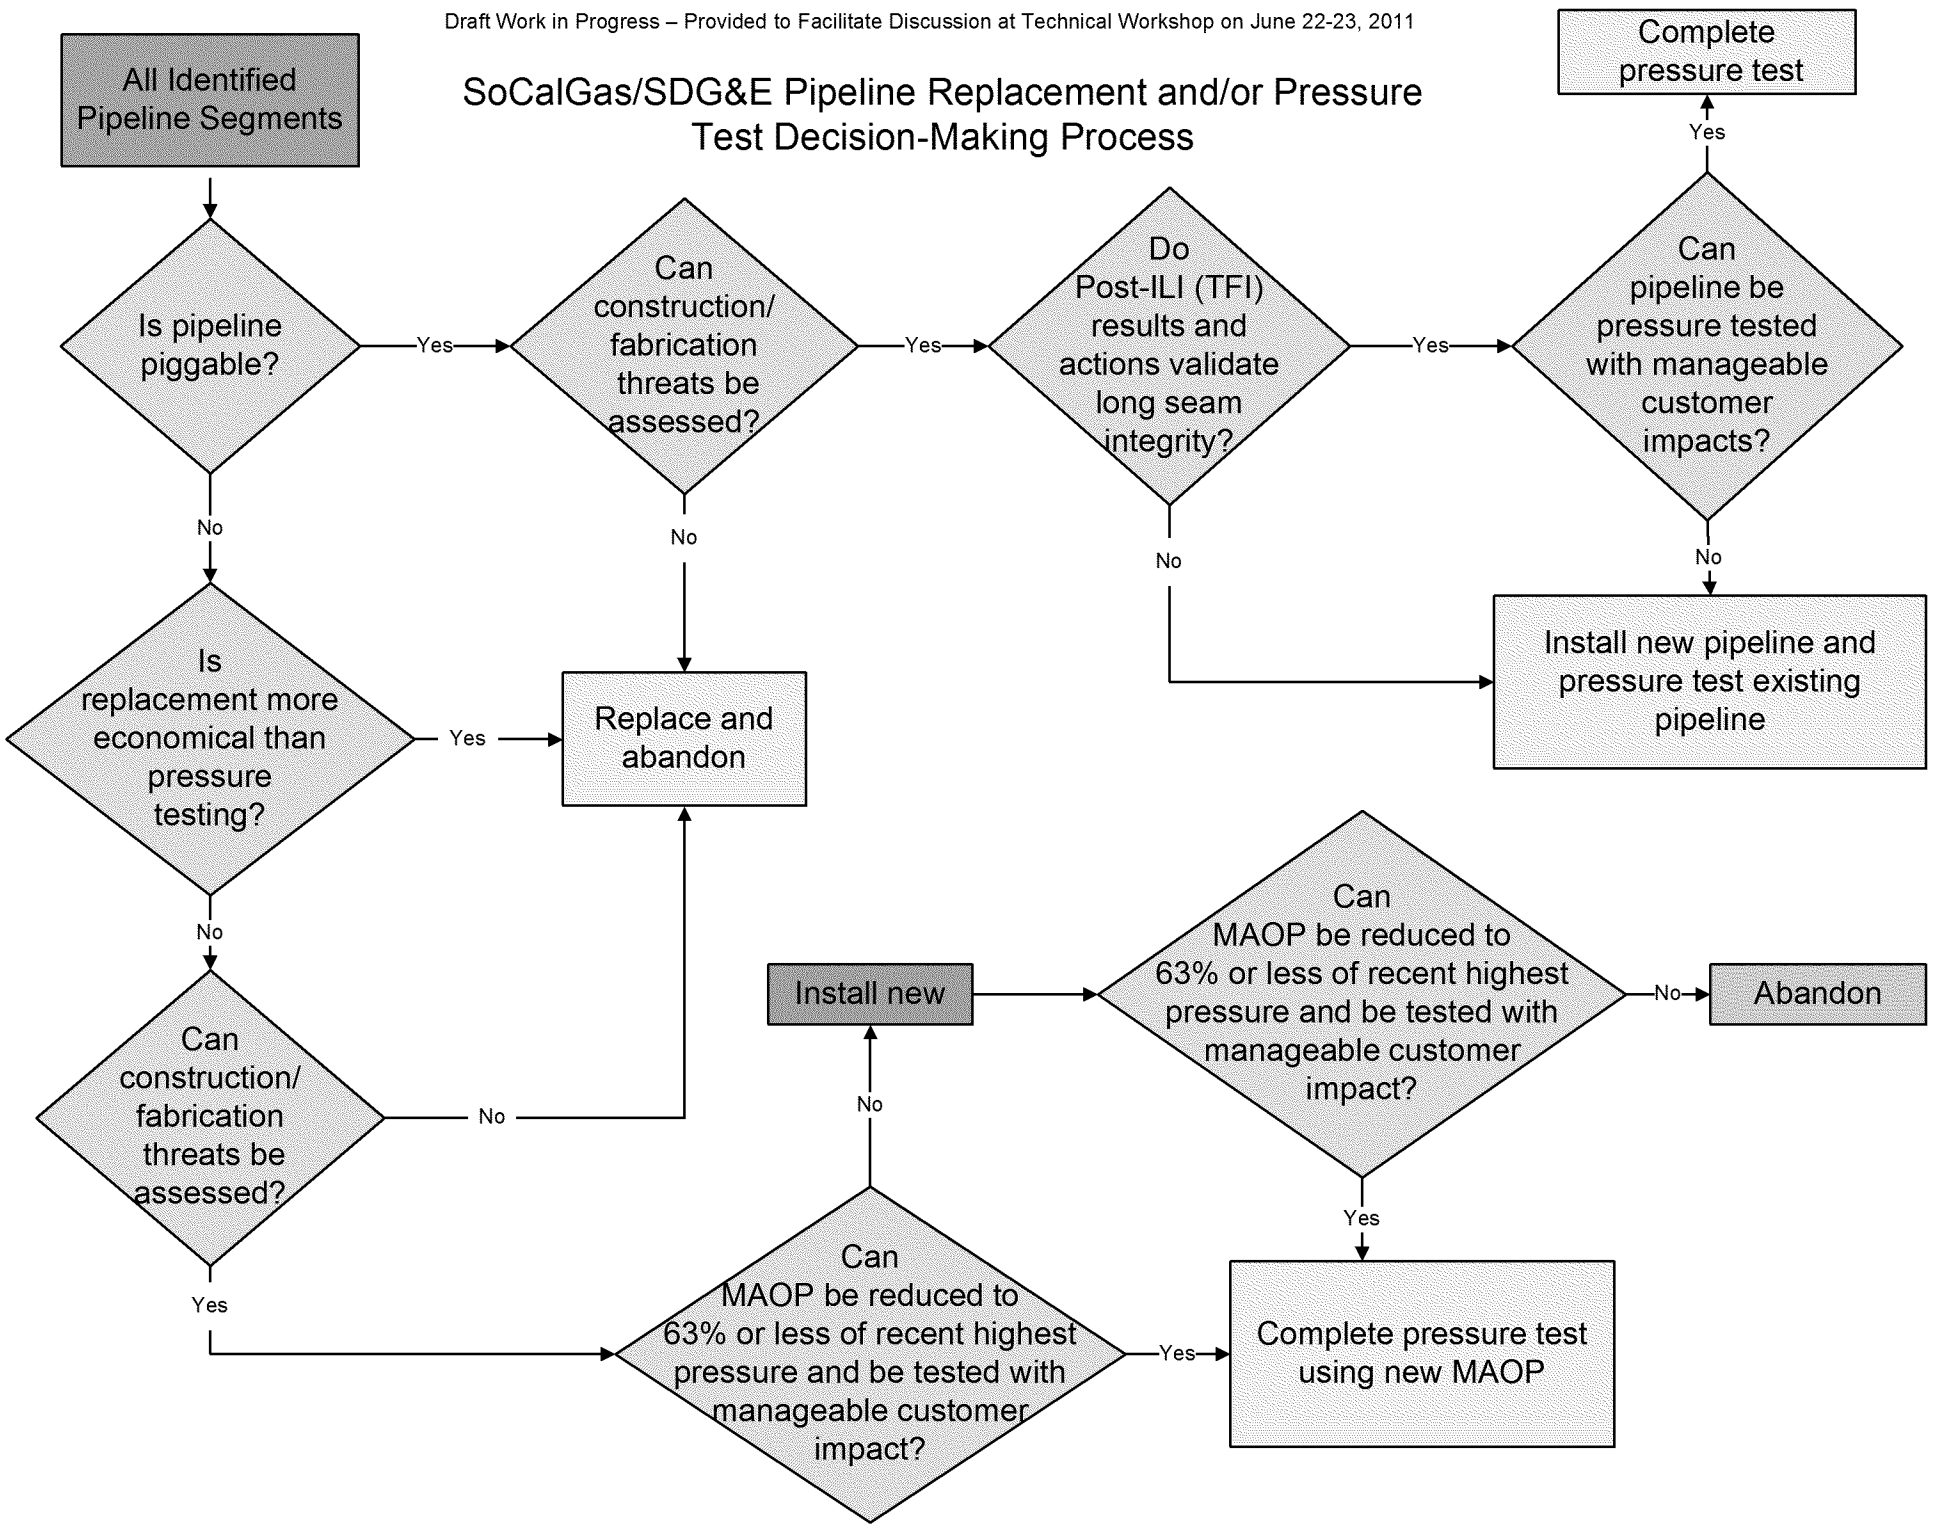 Draft Work in Progress – Provided to Facilitate Discussion at Technical Workshop on June 22-23, 2011
SoCalGas/SDG&E Pipeline Replacement and/or Pressure
Test Decision-Making Process
All Identified
Pipeline Segments
Is pipeline
piggable?
Yes
Can
construction/
fabrication
threats be
assessed?
Yes
Do
Post-ILI (TFI)
results and
actions validate
long seam
integrity?
Yes
Can
pipeline be
pressure tested
with manageable
customer
impacts?
Yes
Complete
pressure test
No
No
No
No
Install new pipeline and
pressure test existing
pipeline
Is
replacement more
economical than
pressure
testing?
Yes
Replace and
abandon
No
Can
construction/
fabrication
threats be
assessed?
No
Yes
Can
MAOP be reduced to
63% or less of recent highest
pressure and be tested with
manageable customer
impact?
No
Install new
Can
MAOP be reduced to
63% or less of recent highest
pressure and be tested with
manageable customer
impact?
No
Abandon
Yes
Yes
Complete pressure test
using new MAOP